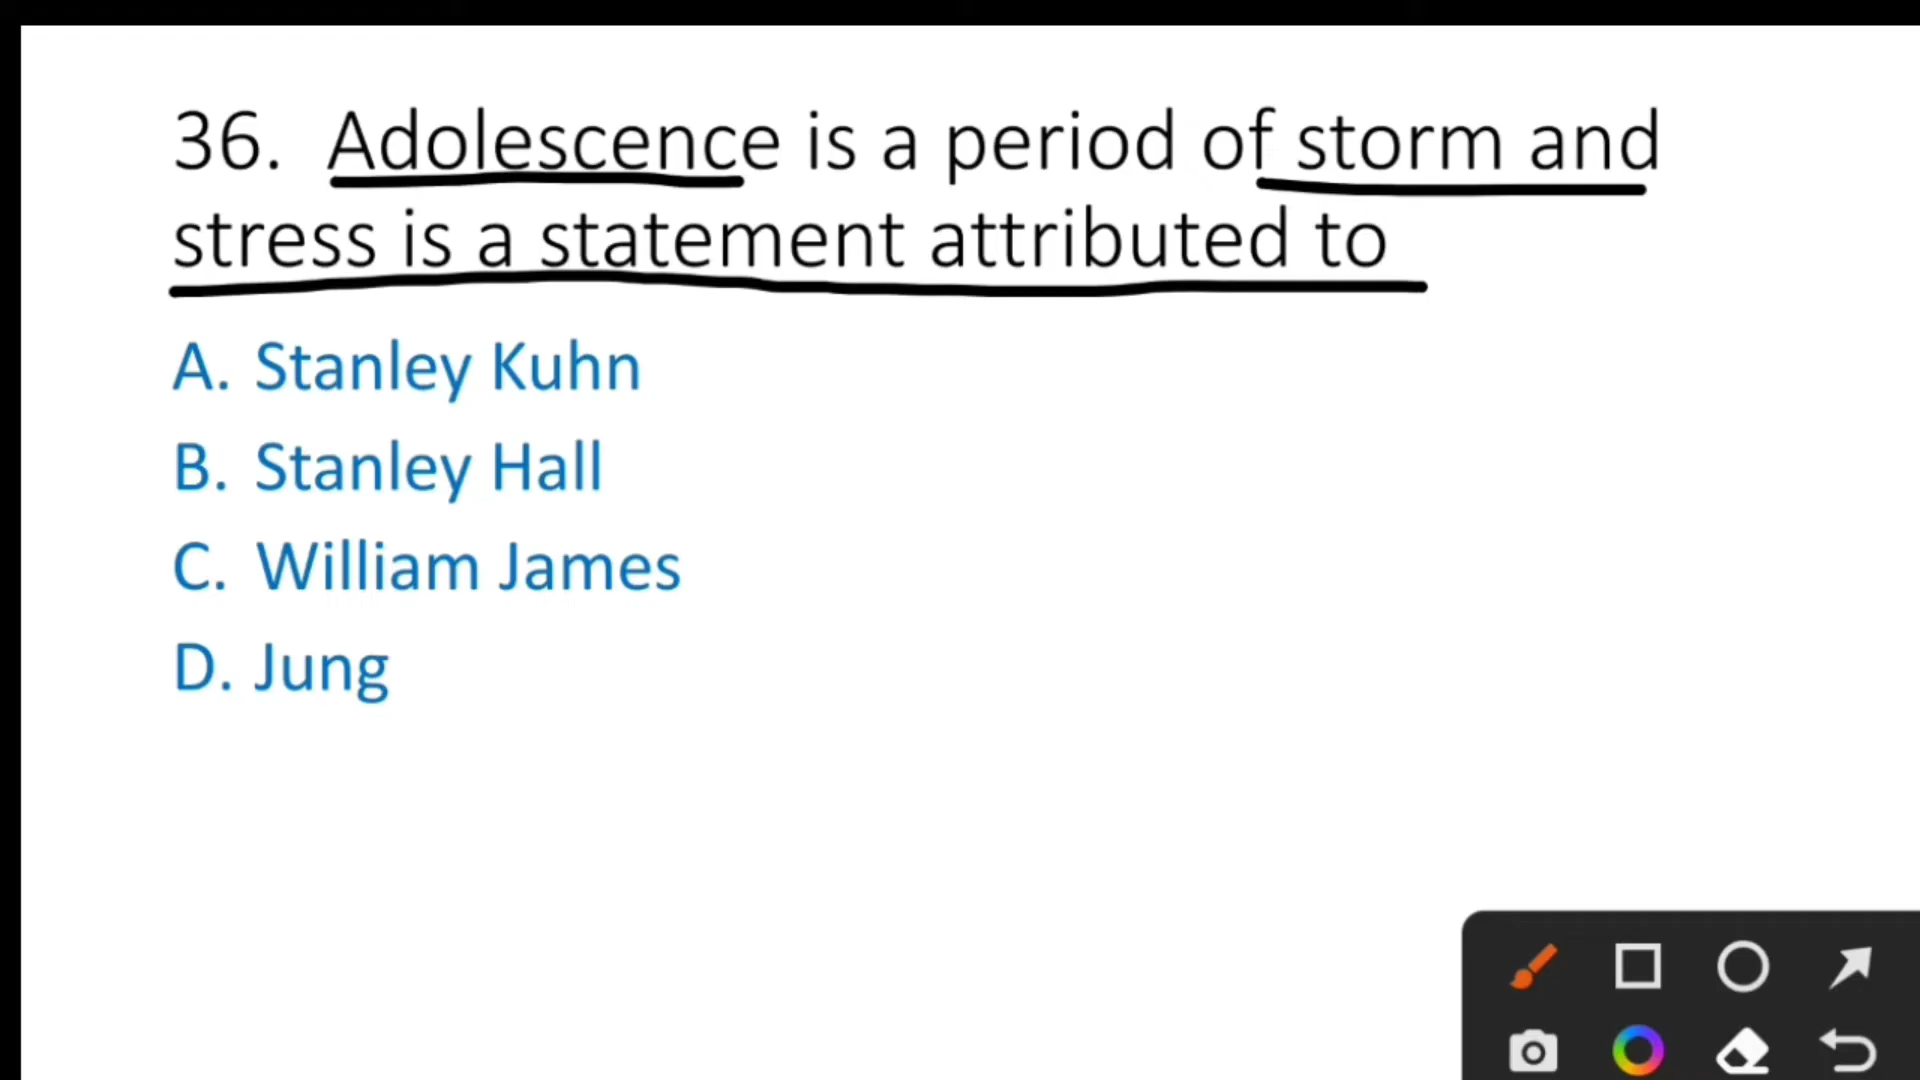 36. Adolescence is a period of storm and
stress is a statement attributed to
A. Stanley Kuhn
B. Stanley Hall
C. William James
D. Jung